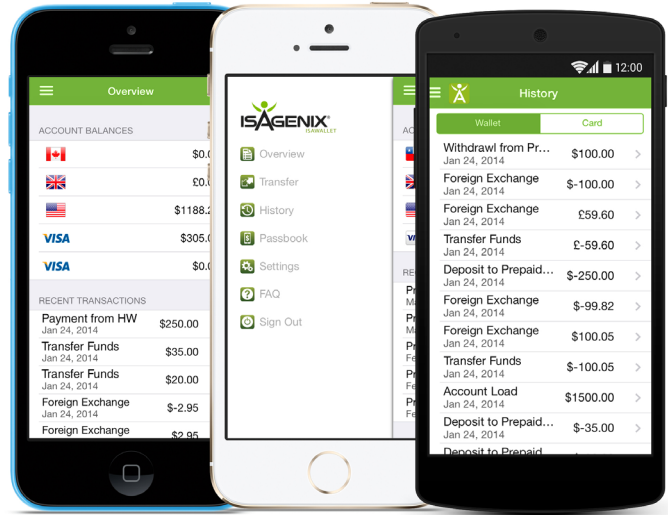 Overview
ACCOUNT BALANCES
$0.0
£0.0
$1188.2
VISA $305.0
VISA $0.0
RECENT TRANSACTIONS
Payment from HW
Jan 24, 2014
$250.00
Transfer Funds
Jan 24, 2014
$35.00
Transfer Funds
Jan 24, 2014
$20.00
Foreign Exchange
Jan 24, 2014
$-2.95
Foreign Exchange
$2.95
ISAGENIX®
ISAWALLET
Overview
Transfer
History
Passbook
Settings
FAQ
Sign Out
12:00
History
Wallet Card
Withdrawl from Pr...
Jan 24, 2014
$100.00
Foreign Exchange
Jan 24, 2014
$-100.00
Foreign Exchange
Jan 24, 2014
£59.60
Transfer Funds
Jan 24, 2014
£-59.60
Deposit to Prepaid...
Jan 24, 2014
$-250.00
Foreign Exchange
Jan 24, 2014
$-99.82
Foreign Exchange
Jan 24, 2014
$100.05
Transfer Funds
Jan 24, 2014
$-100.05
Account Load
Jan 24, 2014
$1500.00
Deposit to Prepaid...
Jan 24, 2014
$-35.00
Deposit to Prepaid